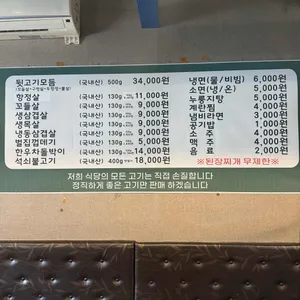 뒷고기모듬 (국내산) 500g 34,000원
항정살 (국내산) 130g 11,000원
꼬들살 (국내산) 130g 9,000원
생삼겹살 (국내산) 130g 9,000원
생목살 (국내산) 130g 9,000원
냉동삼겹살 (국내산) 130g 9,000원
벌집껍데기 (국내산) 130g 9,000원
한우차돌박이 (국내산) 130g 14,000원
석쇠불고기 (국내산) 400g 18,000원
냉면(물/비빔) 6,000원
소면(냉/온) 5,000원
누룽지탕 5,000원
계란찜 4,000원
냄비라면 3,000원
공기밥 1,000원
소주 4,000원
맥주 4,000원
음료 2,000원
※된장찌개 무제한※
저희 식당의 모든 고기는 직접 손질합니다
정직하게 좋은 고기만 판매 하겠습니다